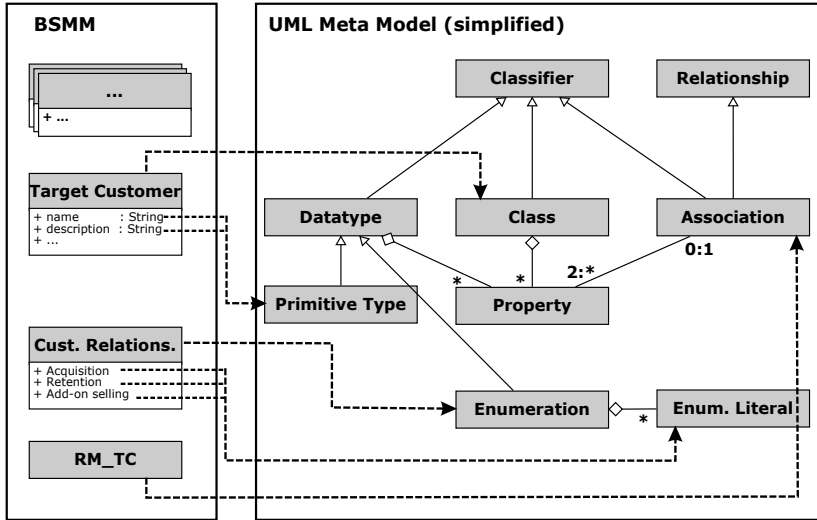 BSMM
UML Meta Model (simplified)
...
+ ...
Classifier
Relationship
Target Customer
+ name : String
+ description : String
+ ...
Datatype
Class
Association
0:1
2:*
*
*
Primitive Type
Property
Cust. Relations.
+ Acquisition
+ Retention
+ Add-on selling
Enumeration
Enum. Literal
*
RM_TC